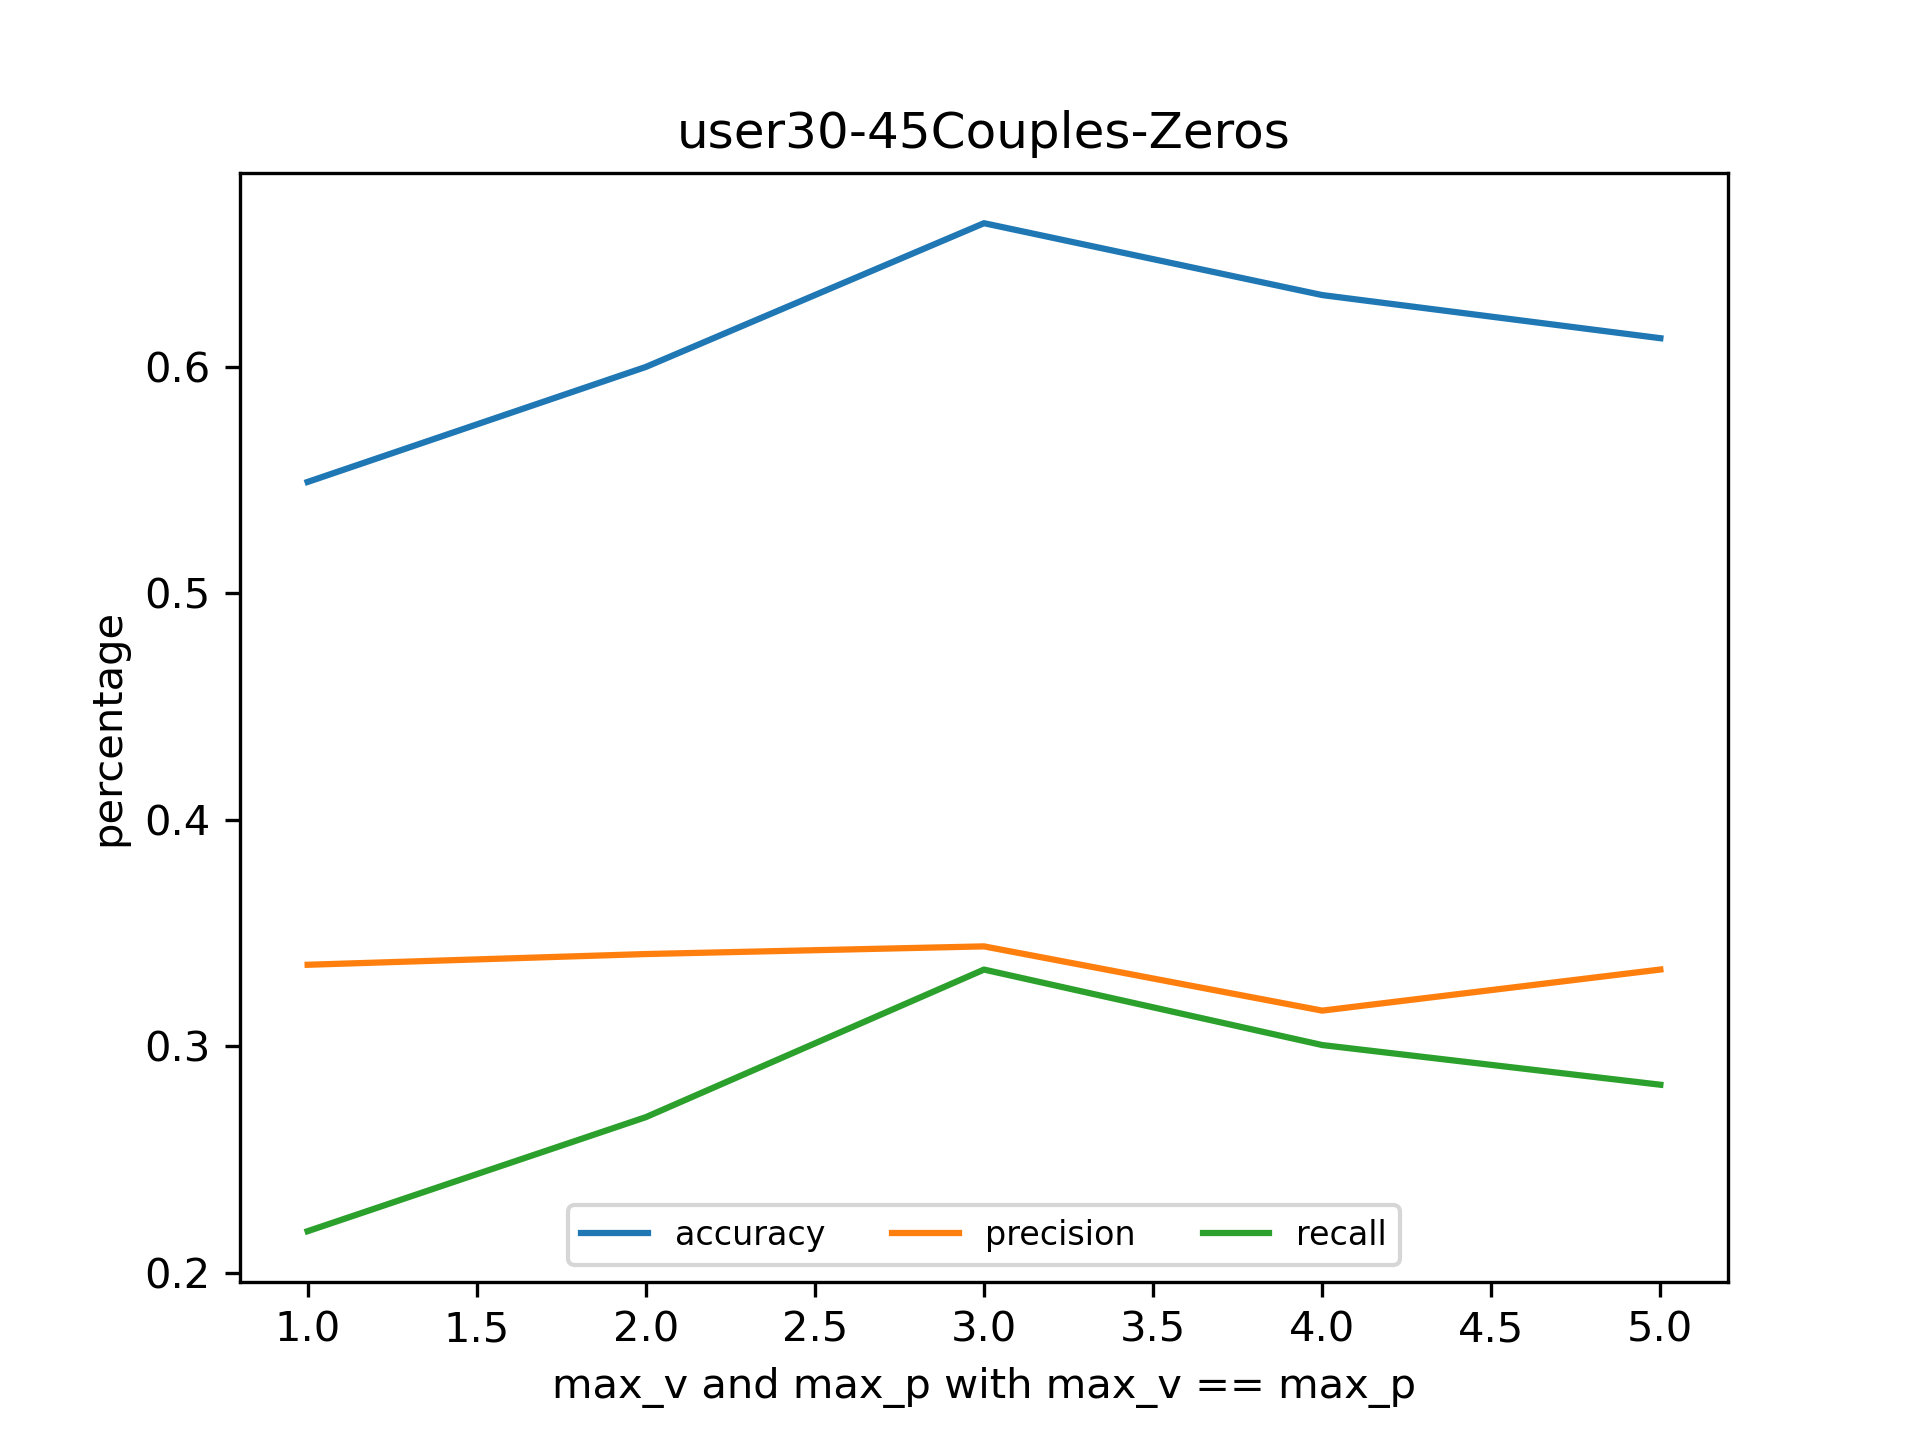 user30-45Couples-Zeros
percentage
0.6
0.5
0.4
0.3
0.2
accuracy precision recall
1.0 1.5 2.0 2.5 3.0 3.5 4.0 4.5 5.0
max_v and max_p with max_v == max_p